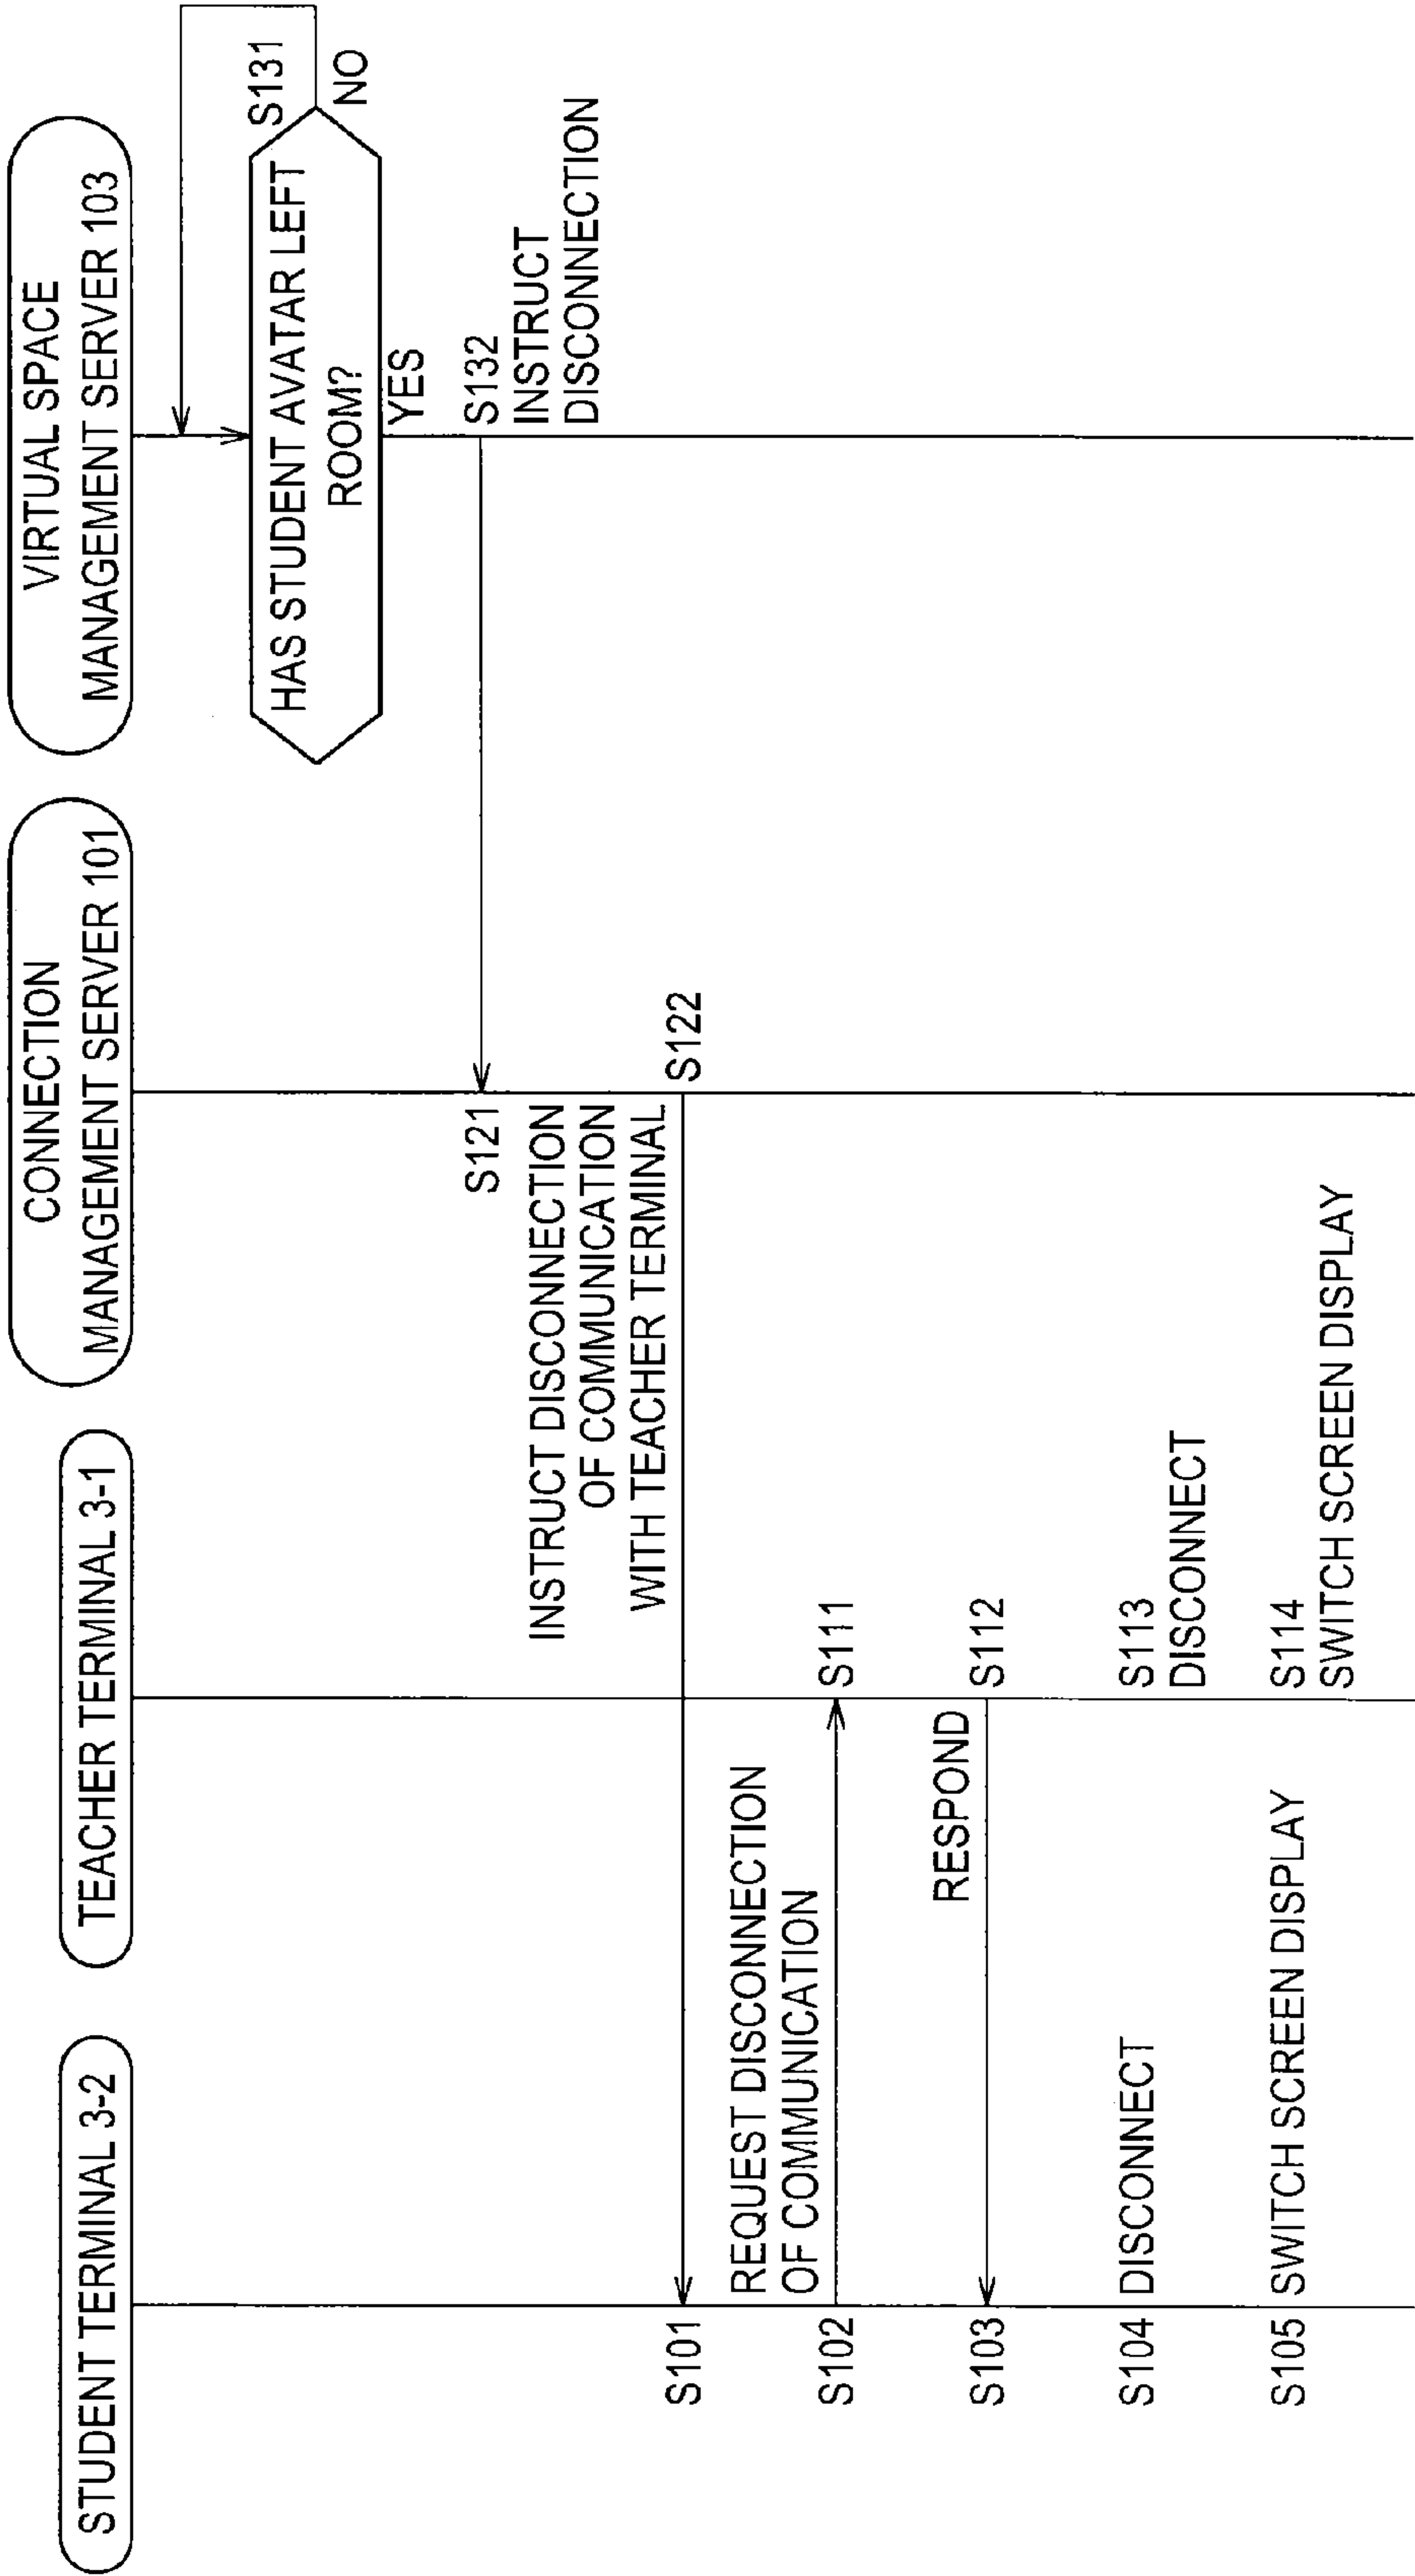 STUDENT TERMINAL 3-2
TEACHER TERMINAL 3-1
CONNECTION
MANAGEMENT SERVER 101
VIRTUAL SPACE
MANAGEMENT SERVER 103
HAS STUDENT AVATAR LEFT
ROOM?
S131
NO
YES
S132
INSTRUCT
DISCONNECTION
S121
INSTRUCT DISCONNECTION
OF COMMUNICATION
WITH TEACHER TERMINAL
S122
S101
REQUEST DISCONNECTION
OF COMMUNICATION
S102
S111
RESPOND
S103
S112
S104
DISCONNECT
S113
DISCONNECT
S105
SWITCH SCREEN DISPLAY
S114
SWITCH SCREEN DISPLAY